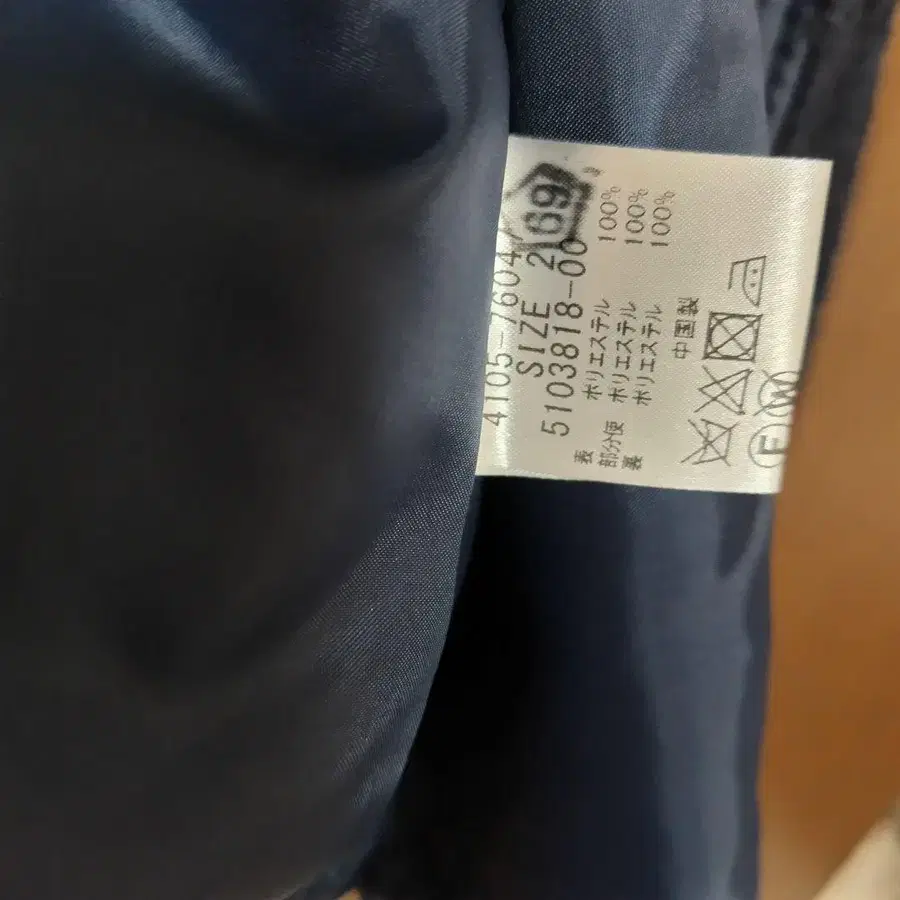 4105-7604
SIZE 2
69
5103818-00
表 ポリエステル 100%
部分使 ポリエステル 100%
裏 ポリエステル 100%
中国製
F W